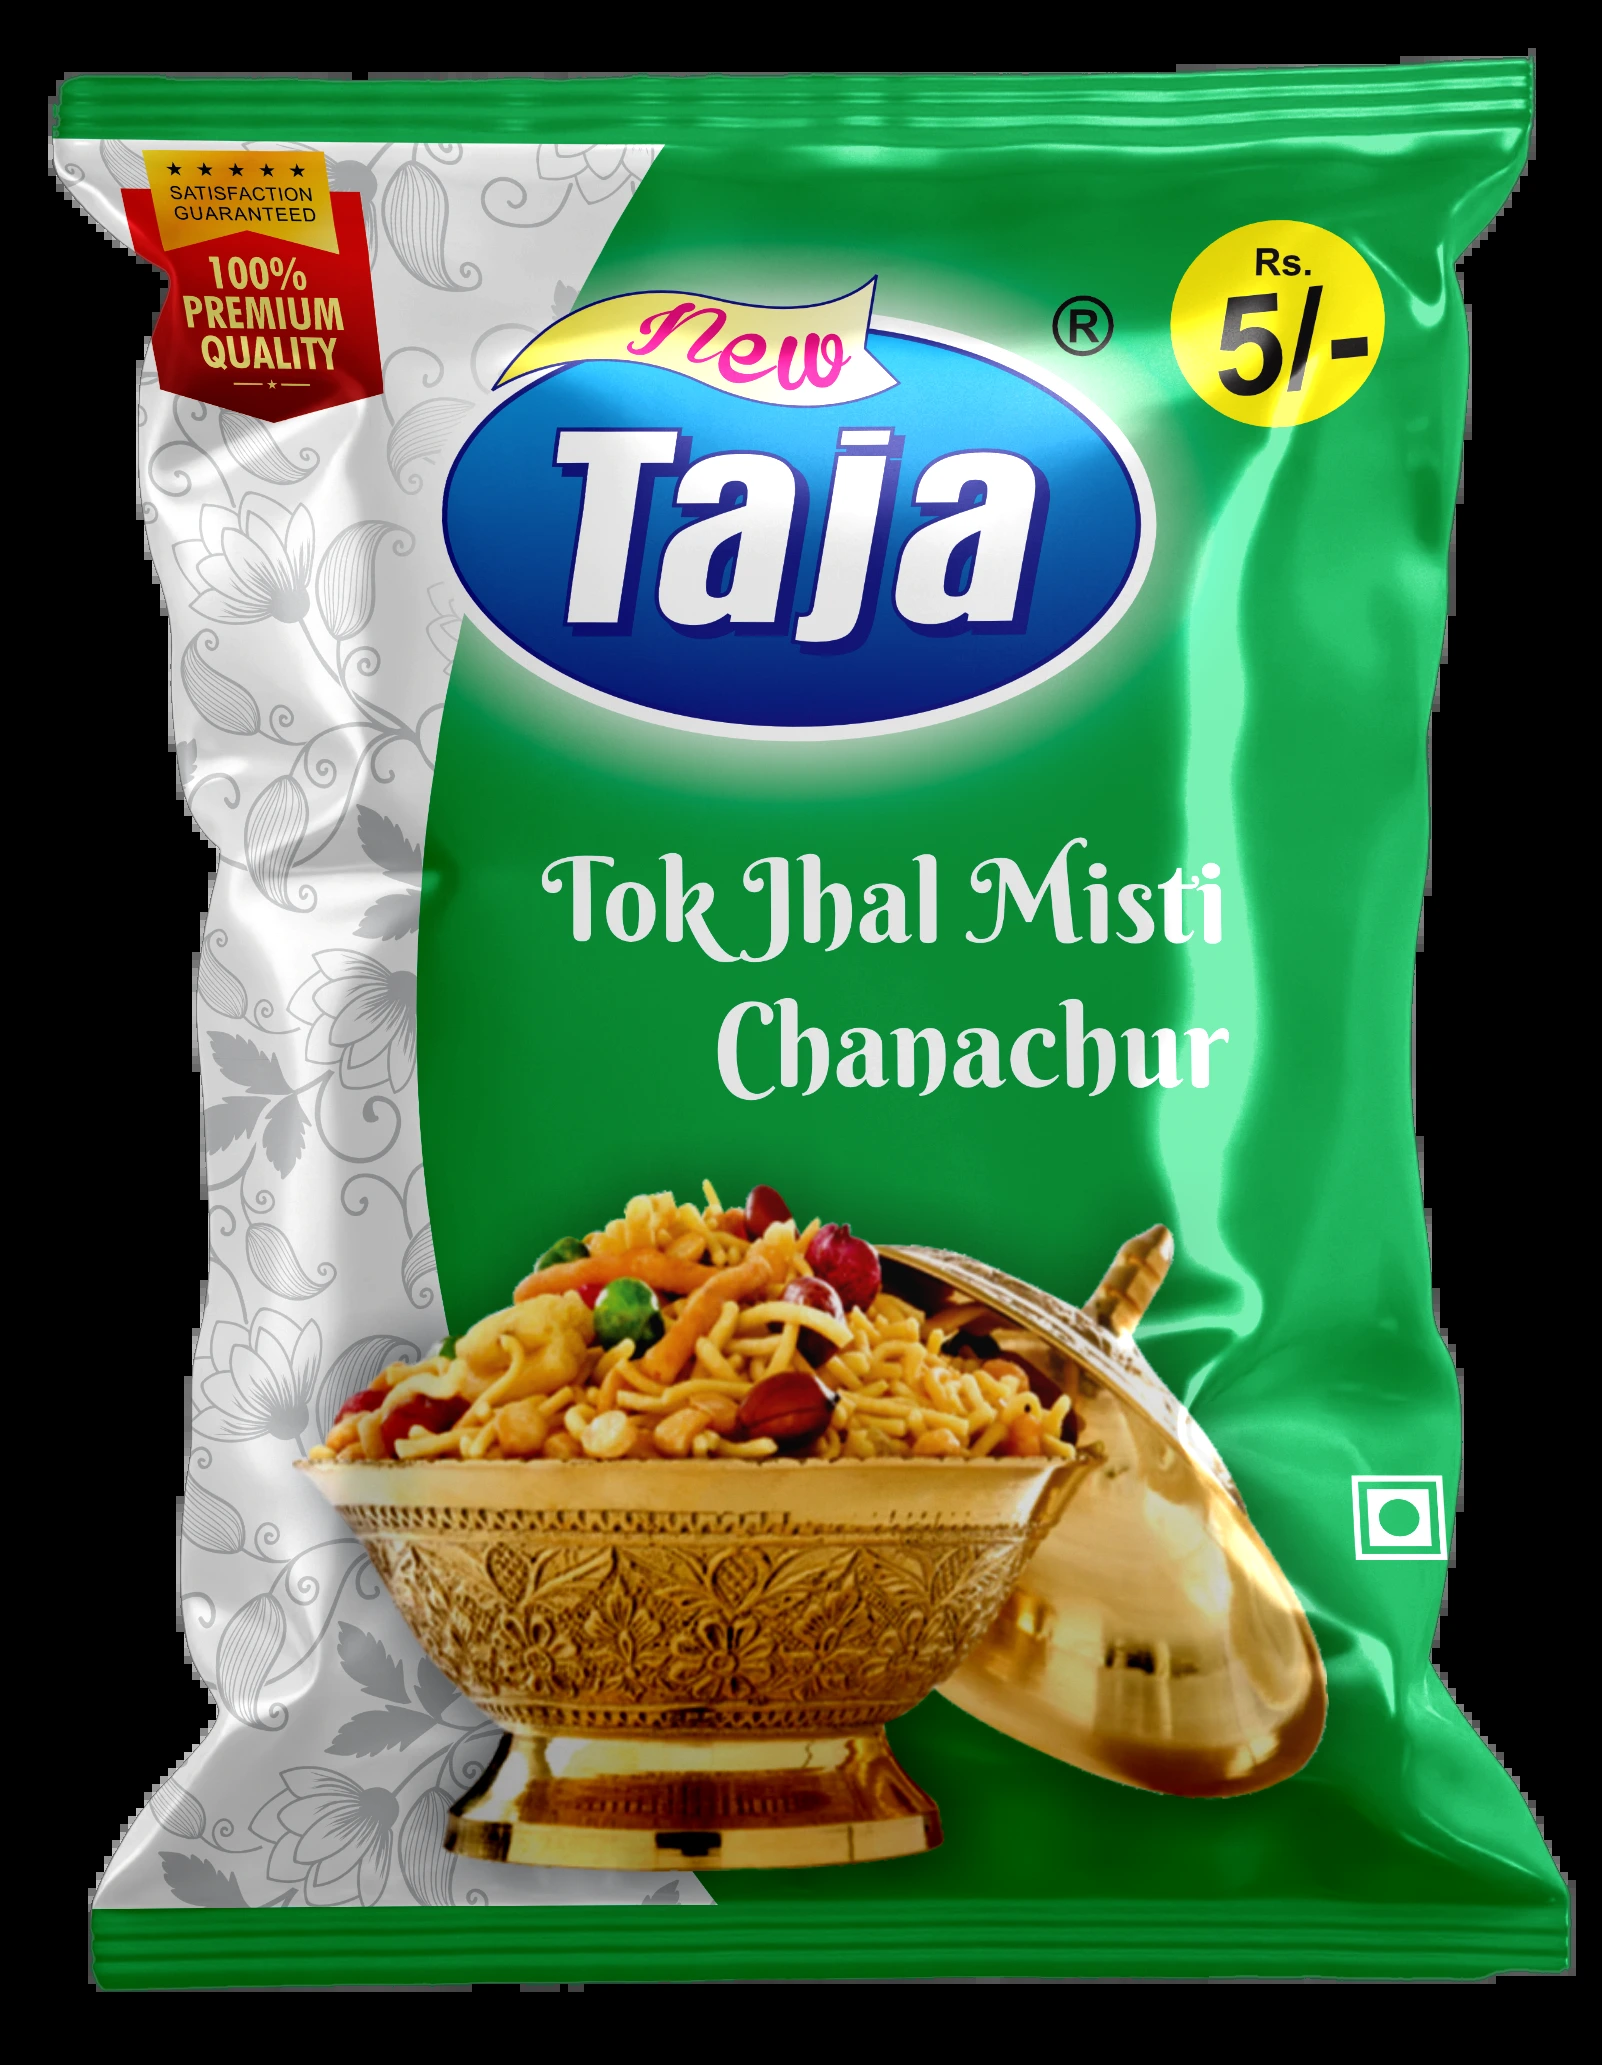 SATISFACTION
GUARANTEED
100%
PREMIUM
QUALITY
New
Taja
®
Rs.
5/-
Tok Jhal Misti
Chanachur